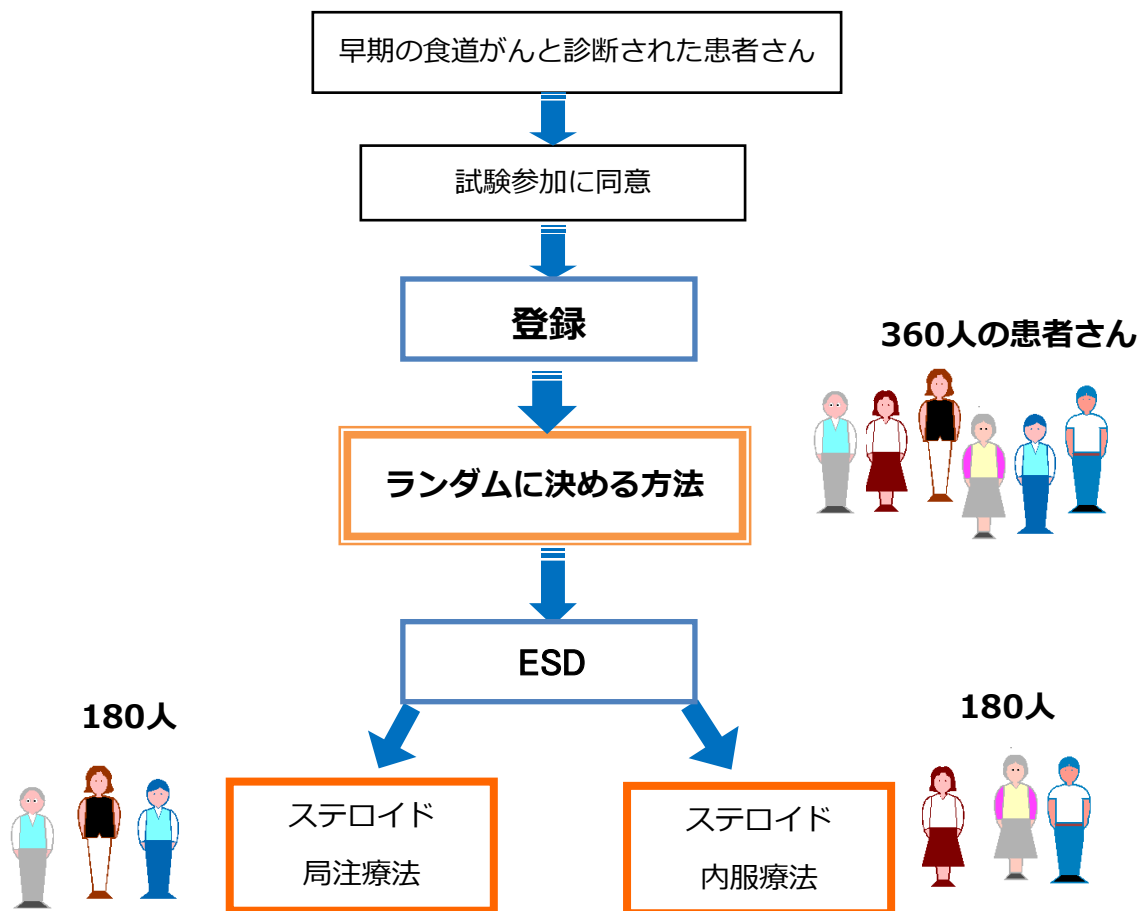 早期の食道がんと診断された患者さん
試験参加に同意
登録
360人の患者さん
ランダムに決める方法
ESD
180人
180人
ステロイド
局注療法
ステロイド
内服療法